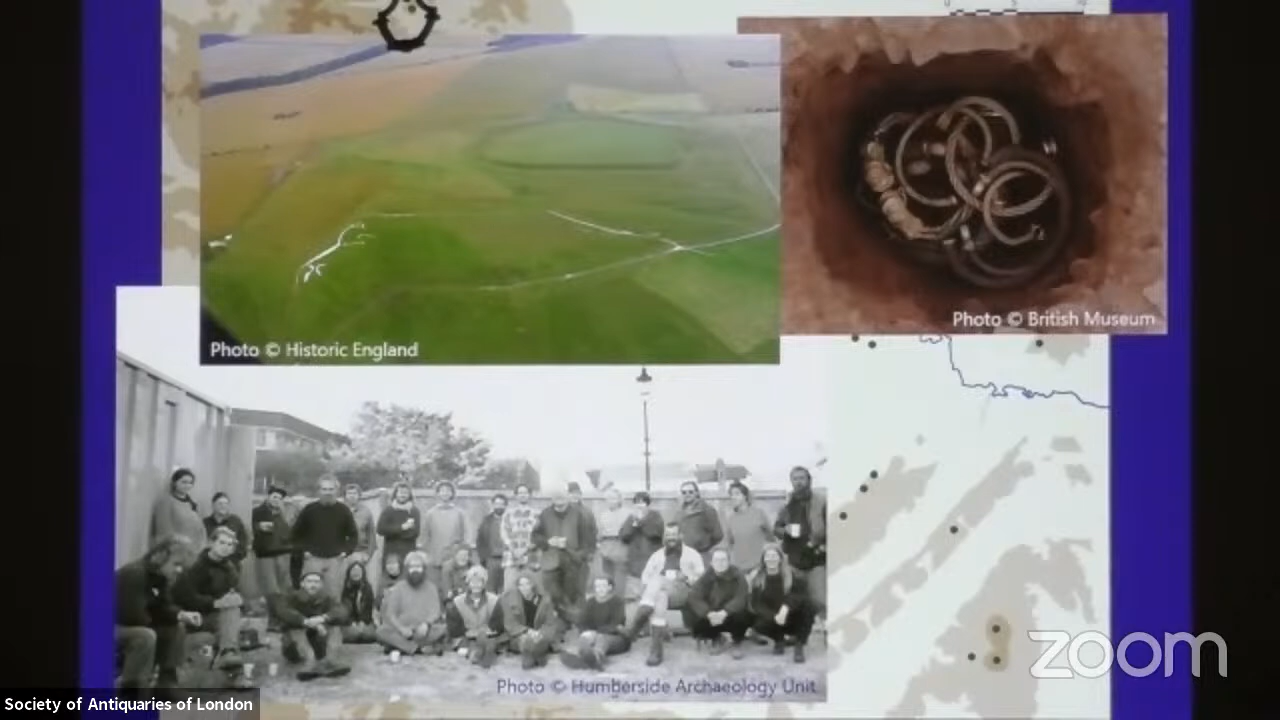 Photo © British Museum
Photo © Historic England
Photo © Humberside Archaeology Unit
zoom
Society of Antiquaries of London